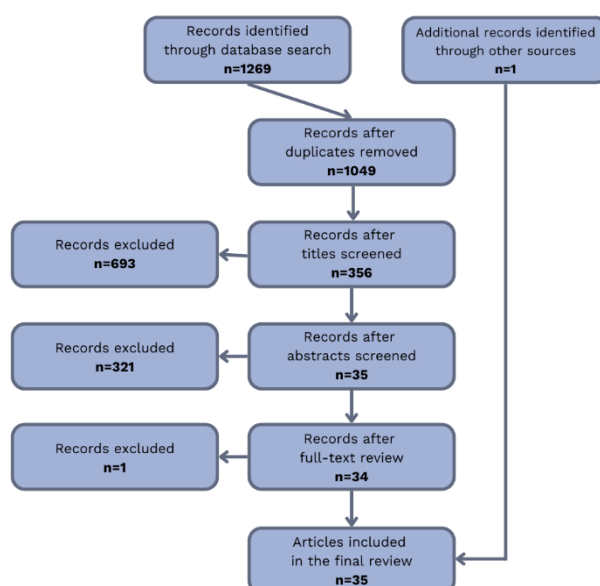 Records identified
through database search
n=1269
Additional records identified
through other sources
n=1
Records after
duplicates removed
n=1049
Records after
titles screened
n=356
Records excluded
n=693
Records after
abstracts screened
n=35
Records excluded
n=321
Records after
full-text review
n=34
Records excluded
n=1
Articles included
in the final review
n=35